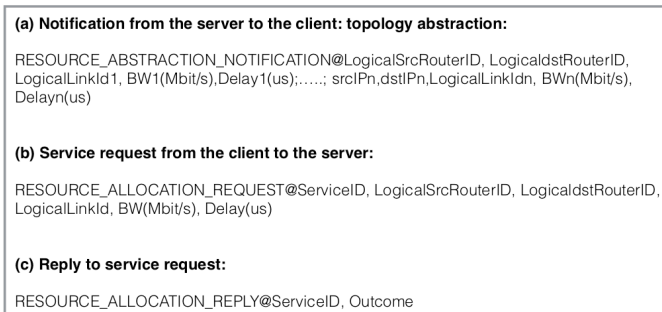 (a) Notification from the server to the client: topology abstraction:
RESOURCE_ABSTRACTION_NOTIFICATION@LogicalSrcRouterID, LogicaldstRouterID,
LogicalLinkId1, BW1(Mbit/s),Delay1(us);.....; srcIPn,dstIPn,LogicalLinkIdn, BWn(Mbit/s),
Delayn(us)
(b) Service request from the client to the server:
RESOURCE_ALLOCATION_REQUEST@ServiceID, LogicalSrcRouterID, LogicaldstRouterID,
LogicalLinkId, BW(Mbit/s), Delay(us)
(c) Reply to service request:
RESOURCE_ALLOCATION_REPLY@ServiceID, Outcome